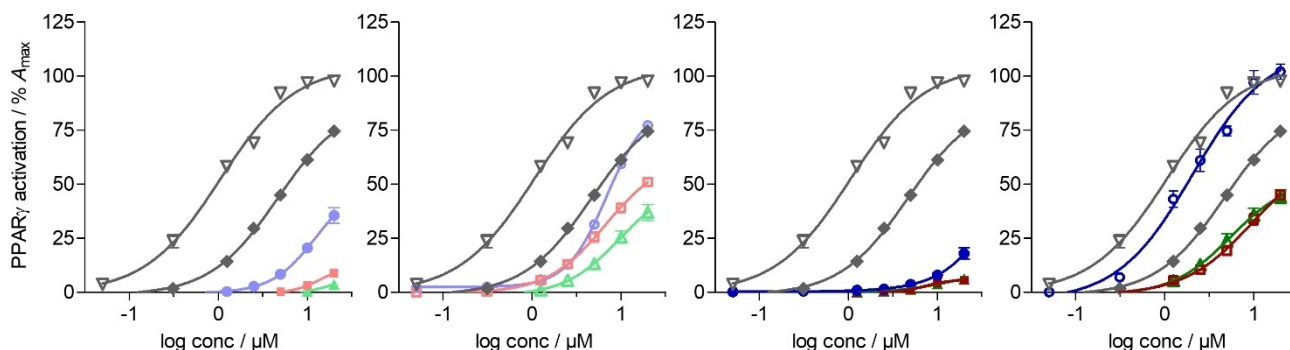 PPARγ activation / % Amax
125 125 125 125
100 100 100 100
75 75 75 75
50 50 50 50
25 25 25 25
0 0 0 0
-1 0 1 -1 0 1 -1 0 1 -1 0 1
log conc / µM log conc / µM log conc / µM log conc / µM